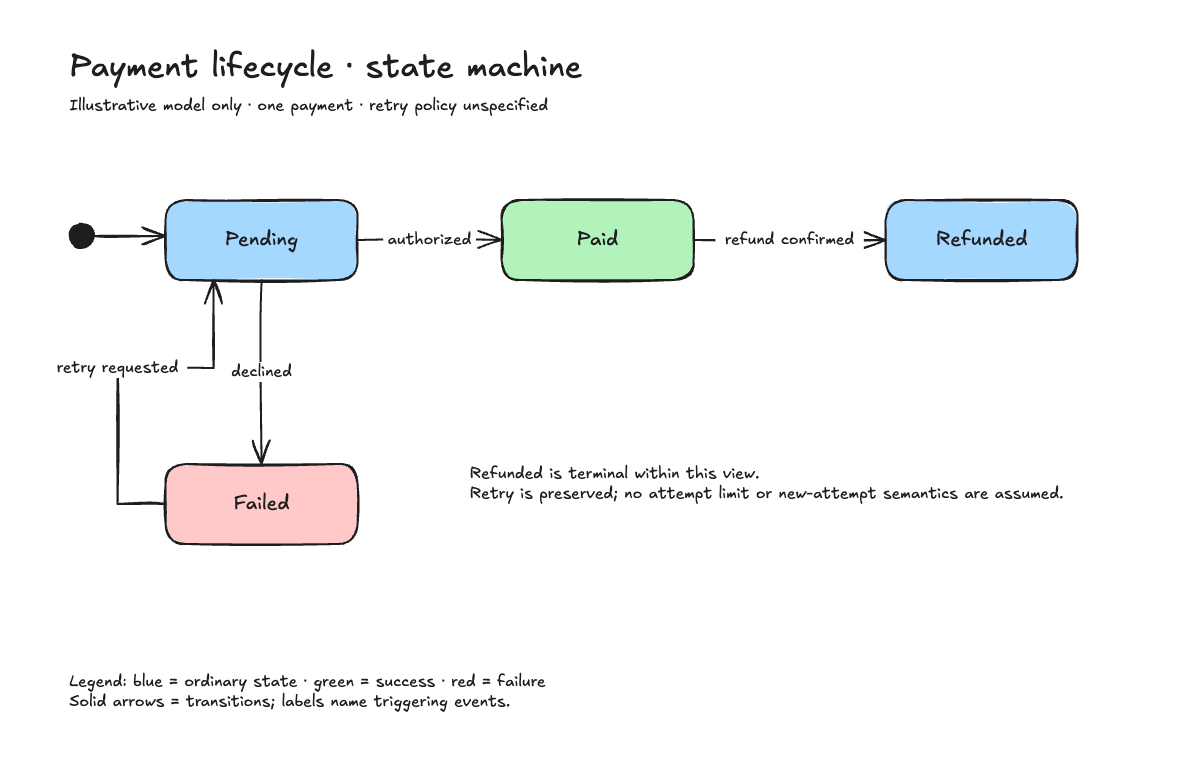 Payment lifecycle · state machine
Illustrative model only · one payment · retry policy unspecified
Pending
authorized
Paid
refund confirmed
Refunded
retry requested
declined
Refunded is terminal within this view.
Retry is preserved; no attempt limit or new-attempt semantics are assumed.
Failed
Legend: blue = ordinary state · green = success · red = failure
Solid arrows = transitions; labels name triggering events.